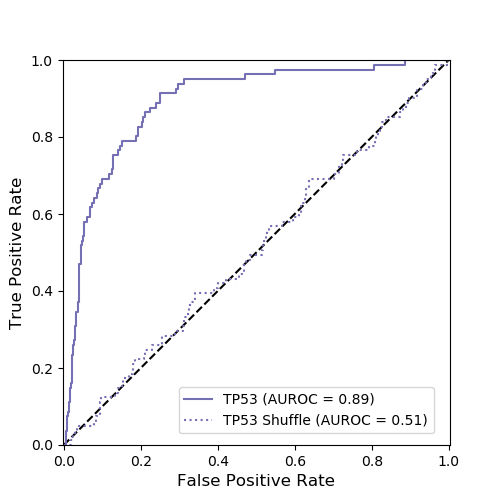 1.0
0.8
0.6
0.4
0.2
0.0
True Positive Rate
TP53 (AUROC = 0.89)
TP53 Shuffle (AUROC = 0.51)
0.0 0.2 0.4 0.6 0.8 1.0
False Positive Rate